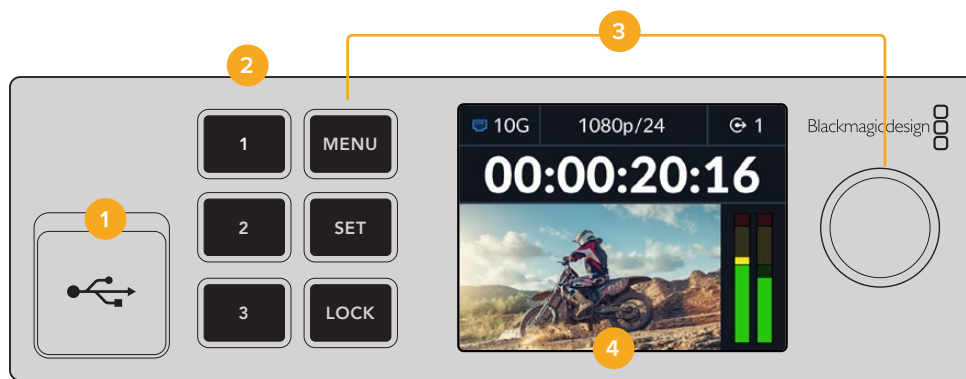 3
2
1 MENU
10G 1080p/24 1
Blackmagicdesign
00:00:20:16
1
2 SET
3 LOCK
4